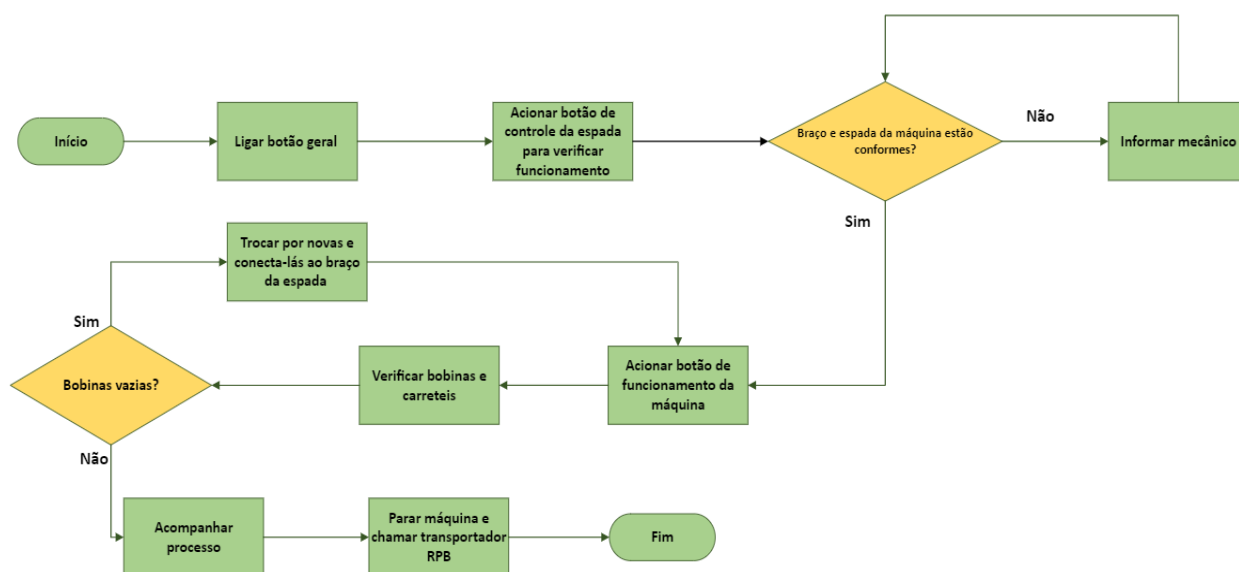 Início
Ligar botão geral
Acionar botão de
controle da espada
para verificar
funcionamento
Braço e espada da máquina estão
conformes?
Não
Informar mecânico
Sim
Trocar por novas e
conecta-lás ao braço
da espada
Sim
Bobinas vazias?
Verificar bobinas e
carreteis
Acionar botão de
funcionamento da
máquina
Não
Acompanhar
processo
Parar máquina e
chamar transportador
RPB
Fim